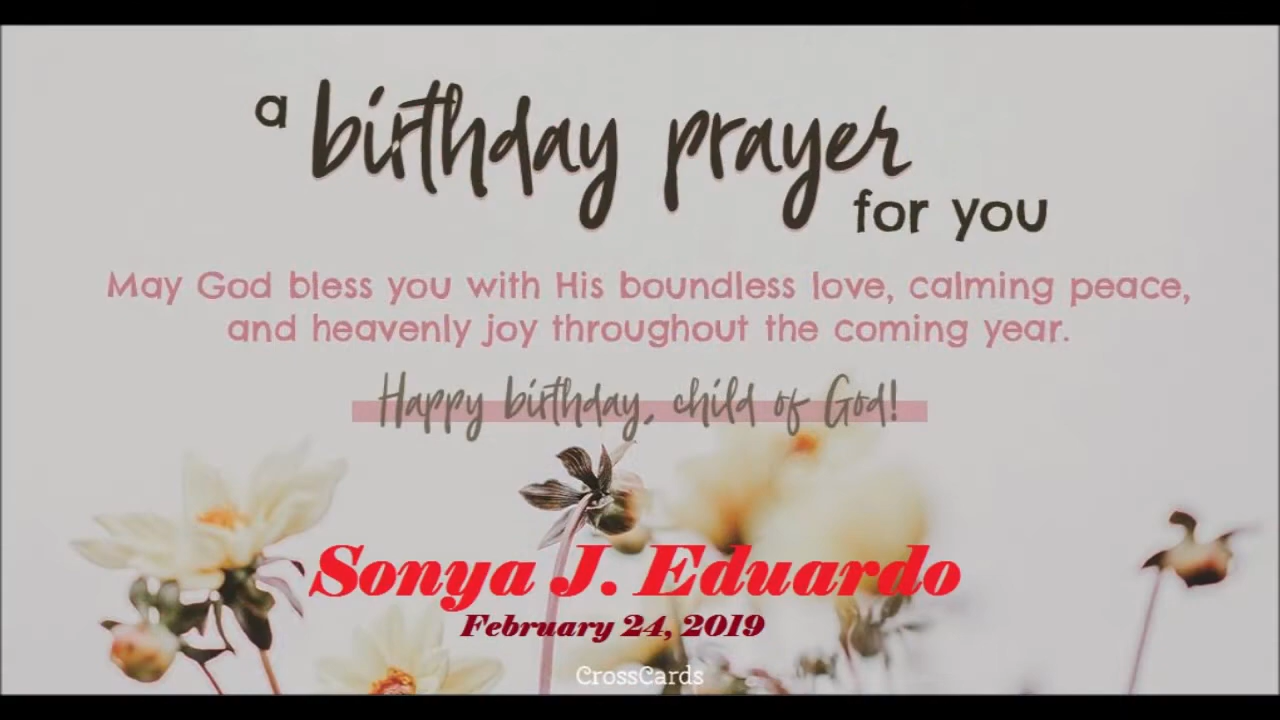 a birthday prayer
for you
May God bless you with His boundless love, calming peace,
and heavenly joy throughout the coming year.
Happy birthday, child of God!
Sonya J. Eduardo
February 24, 2019
CrossCards